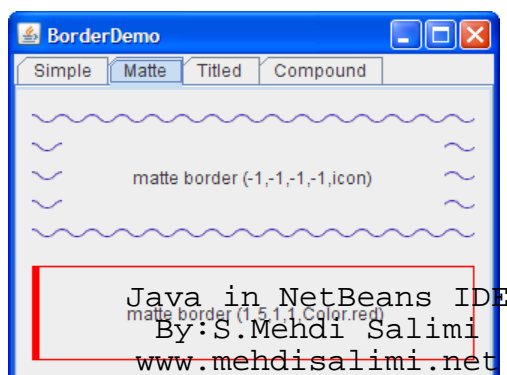 BorderDemo
Simple Matte Titled Compound
matte border (-1,-1,-1,-1,icon)
matte border (1,5,1,1,Color.red)
Java in NetBeans IDE
By:S.Mehdi Salimi
www.mehdisalimi.net